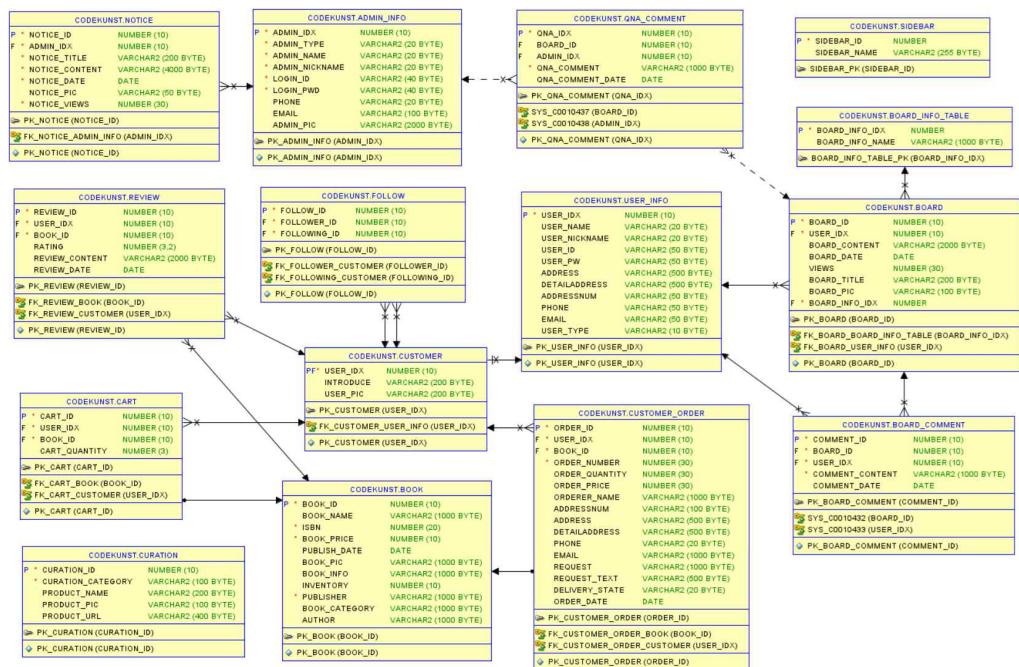 CODEKUNST.NOTICE
P * NOTICE_ID NUMBER (10)
F * ADMIN_IDX NUMBER (10)
* NOTICE_TITLE VARCHAR2 (200 BYTE)
* NOTICE_CONTENT VARCHAR2 (4000 BYTE)
* NOTICE_DATE DATE
NOTICE_PIC VARCHAR2 (50 BYTE)
* NOTICE_VIEWS NUMBER (30)
PK_NOTICE (NOTICE_ID)
FK_NOTICE_ADMIN_INFO (ADMIN_IDX)
PK_NOTICE (NOTICE_ID)
CODEKUNST.ADMIN_INFO
P * ADMIN_IDX NUMBER (10)
* ADMIN_TYPE VARCHAR2 (20 BYTE)
* ADMIN_NAME VARCHAR2 (20 BYTE)
* ADMIN_NICKNAME VARCHAR2 (20 BYTE)
* LOGIN_ID VARCHAR2 (40 BYTE)
* LOGIN_PWD VARCHAR2 (40 BYTE)
PHONE VARCHAR2 (20 BYTE)
EMAIL VARCHAR2 (100 BYTE)
ADMIN_PIC VARCHAR2 (2000 BYTE)
PK_ADMIN_INFO (ADMIN_IDX)
PK_ADMIN_INFO (ADMIN_IDX)
CODEKUNST.QNA_COMMENT
P * QNA_IDX NUMBER (10)
F BOARD_ID NUMBER (10)
F ADMIN_IDX NUMBER (10)
* QNA_COMMENT VARCHAR2 (1000 BYTE)
QNA_COMMENT_DATE DATE
PK_QNA_COMMENT (QNA_IDX)
SYS_C0010437 (BOARD_ID)
SYS_C0010438 (ADMIN_IDX)
PK_QNA_COMMENT (QNA_IDX)
CODEKUNST.SIDEBAR
P * SIDEBAR_ID NUMBER
SIDEBAR_NAME VARCHAR2 (255 BYTE)
SIDEBAR_PK (SIDEBAR_ID)
CODEKUNST.BOARD_INFO_TABLE
P * BOARD_INFO_IDX NUMBER
BOARD_INFO_NAME VARCHAR2 (1000 BYTE)
BOARD_INFO_TABLE_PK (BOARD_INFO_IDX)
CODEKUNST.REVIEW
P * REVIEW_ID NUMBER (10)
F * USER_IDX NUMBER (10)
F * BOOK_ID NUMBER (10)
RATING NUMBER (3,2)
REVIEW_CONTENT VARCHAR2 (2000 BYTE)
REVIEW_DATE DATE
PK_REVIEW (REVIEW_ID)
FK_REVIEW_BOOK (BOOK_ID)
FK_REVIEW_CUSTOMER (USER_IDX)
PK_REVIEW (REVIEW_ID)
CODEKUNST.FOLLOW
P * FOLLOW_ID NUMBER (10)
F * FOLLOWER_ID NUMBER (10)
F * FOLLOWING_ID NUMBER (10)
PK_FOLLOW (FOLLOW_ID)
FK_FOLLOWER_CUSTOMER (FOLLOWER_ID)
FK_FOLLOWING_CUSTOMER (FOLLOWING_ID)
PK_FOLLOW (FOLLOW_ID)
CODEKUNST.USER_INFO
P * USER_IDX NUMBER (10)
USER_NAME VARCHAR2 (20 BYTE)
USER_NICKNAME VARCHAR2 (20 BYTE)
USER_ID VARCHAR2 (50 BYTE)
USER_PW VARCHAR2 (50 BYTE)
ADDRESS VARCHAR2 (500 BYTE)
DETAILADDRESS VARCHAR2 (500 BYTE)
ADDRESSNUM VARCHAR2 (50 BYTE)
PHONE VARCHAR2 (50 BYTE)
EMAIL VARCHAR2 (50 BYTE)
USER_TYPE VARCHAR2 (10 BYTE)
PK_USER_INFO (USER_IDX)
PK_USER_INFO (USER_IDX)
CODEKUNST.BOARD
P * BOARD_ID NUMBER (10)
F * USER_IDX NUMBER (10)
BOARD_CONTENT VARCHAR2 (2000 BYTE)
BOARD_DATE DATE
VIEWS NUMBER (30)
BOARD_TITLE VARCHAR2 (200 BYTE)
BOARD_PIC VARCHAR2 (100 BYTE)
F * BOARD_INFO_IDX NUMBER
PK_BOARD (BOARD_ID)
FK_BOARD_BOARD_INFO_TABLE (BOARD_INFO_IDX)
FK_BOARD_USER_INFO (USER_IDX)
PK_BOARD (BOARD_ID)
CODEKUNST.CUSTOMER
PF* USER_IDX NUMBER (10)
INTRODUCE VARCHAR2 (200 BYTE)
USER_PIC VARCHAR2 (200 BYTE)
PK_CUSTOMER (USER_IDX)
FK_CUSTOMER_USER_INFO (USER_IDX)
PK_CUSTOMER (USER_IDX)
CODEKUNST.CART
P * CART_ID NUMBER (10)
F * USER_IDX NUMBER (10)
F * BOOK_ID NUMBER (10)
CART_QUANTITY NUMBER (3)
PK_CART (CART_ID)
FK_CART_BOOK (BOOK_ID)
FK_CART_CUSTOMER (USER_IDX)
PK_CART (CART_ID)
CODEKUNST.CUSTOMER_ORDER
P * ORDER_ID NUMBER (10)
F * USER_IDX NUMBER (10)
F * BOOK_ID NUMBER (10)
* ORDER_NUMBER NUMBER (30)
* ORDER_QUANTITY NUMBER (30)
* ORDER_PRICE NUMBER (30)
ORDERER_NAME VARCHAR2 (1000 BYTE)
ADDRESSNUM VARCHAR2 (100 BYTE)
ADDRESS VARCHAR2 (500 BYTE)
DETAILADDRESS VARCHAR2 (500 BYTE)
PHONE VARCHAR2 (20 BYTE)
EMAIL VARCHAR2 (1000 BYTE)
REQUEST VARCHAR2 (1000 BYTE)
REQUEST_TEXT VARCHAR2 (500 BYTE)
DELIVERY_STATE VARCHAR2 (20 BYTE)
ORDER_DATE DATE
PK_CUSTOMER_ORDER (ORDER_ID)
FK_CUSTOMER_ORDER_BOOK (BOOK_ID)
FK_CUSTOMER_ORDER_CUSTOMER (USER_IDX)
PK_CUSTOMER_ORDER (ORDER_ID)
CODEKUNST.BOARD_COMMENT
P * COMMENT_ID NUMBER (10)
F * BOARD_ID NUMBER (10)
F * USER_IDX NUMBER (10)
* COMMENT_CONTENT VARCHAR2 (1000 BYTE)
COMMENT_DATE DATE
PK_BOARD_COMMENT (COMMENT_ID)
SYS_C0010432 (BOARD_ID)
SYS_C0010433 (USER_IDX)
PK_BOARD_COMMENT (COMMENT_ID)
CODEKUNST.BOOK
P * BOOK_ID NUMBER (10)
BOOK_NAME VARCHAR2 (1000 BYTE)
* ISBN NUMBER (20)
* BOOK_PRICE NUMBER (10)
PUBLISH_DATE DATE
BOOK_PIC VARCHAR2 (1000 BYTE)
BOOK_INFO VARCHAR2 (1000 BYTE)
INVENTORY NUMBER (10)
* PUBLISHER VARCHAR2 (1000 BYTE)
BOOK_CATEGORY VARCHAR2 (1000 BYTE)
AUTHOR VARCHAR2 (1000 BYTE)
PK_BOOK (BOOK_ID)
PK_BOOK (BOOK_ID)
CODEKUNST.CURATION
P * CURATION_ID NUMBER (10)
* CURATION_CATEGORY VARCHAR2 (100 BYTE)
PRODUCT_NAME VARCHAR2 (200 BYTE)
PRODUCT_PIC VARCHAR2 (100 BYTE)
PRODUCT_URL VARCHAR2 (400 BYTE)
PK_CURATION (CURATION_ID)
PK_CURATION (CURATION_ID)